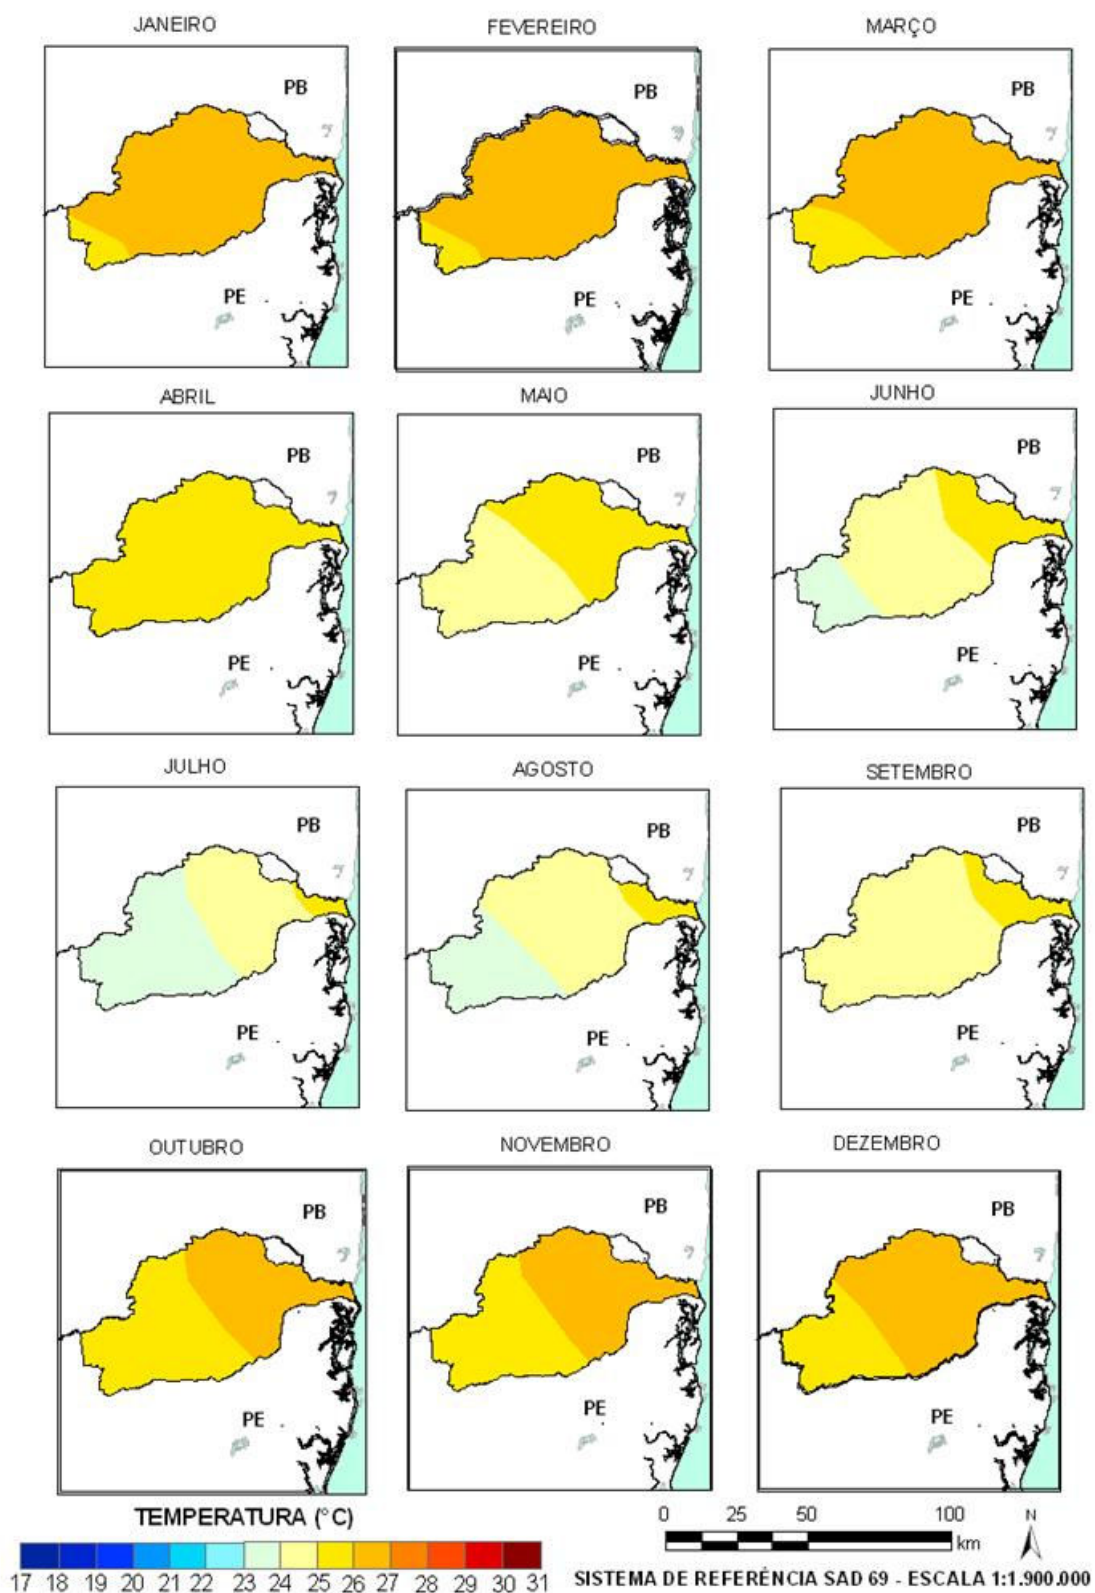 JANEIRO
FEVEREIRO
MARÇO
PB
PB
PB
PE
PE
PE
ABRIL
MAIO
JUNHO
PB
PB
PB
PE
PE
PE
JULHO
AGOSTO
SETEMBRO
PB
PB
PB
PE
PE
PE
OUTUBRO
NOVEMBRO
DEZEMBRO
PB
PB
PB
PE
PE
PE
TEMPERATURA (°C)
17 18 19 20 21 22 23 24 25 26 27 28 29 30 31
0 25 50 100
km
N
SISTEMA DE REFERÊNCIA SAD 69 - ESCALA 1:1.900.000